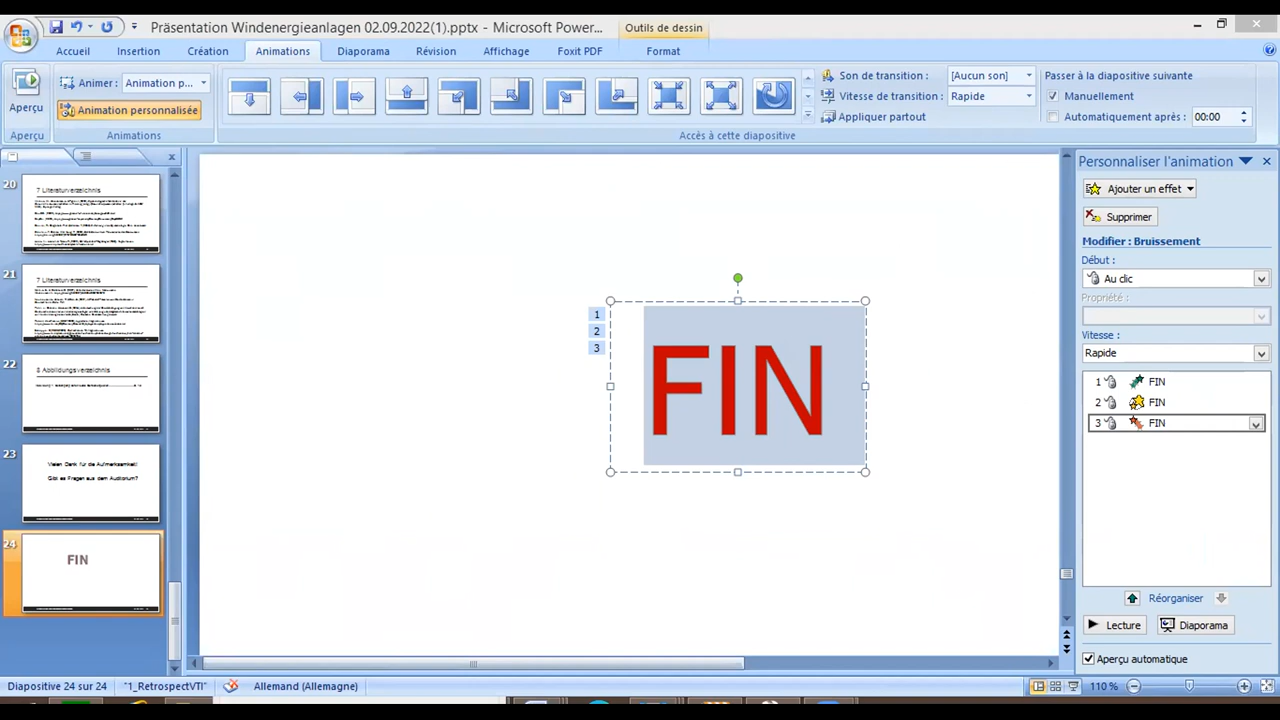 Präsentation Windenergieanlagen 02.09.2022(1).pptx - Microsoft Power...
Outils de dessin
Accueil
Insertion
Création
Animations
Diaporama
Révision
Affichage
Foxit PDF
Format
Aperçu
Animer :
Animation p...
Animation personnalisée
Son de transition :
[Aucun son]
Vitesse de transition :
Rapide
Appliquer partout
Passer à la diapositive suivante
Manuellement
Automatiquement après :
00:00
Aperçu
Animations
Accès à cette diapositive
20
7 Literaturverzeichnis
21
7 Literaturverzeichnis
22
8 Abbildungsverzeichnis
23
Vielen Dank für die Aufmerksamkeit!
Gibt es Fragen aus dem Auditorium?
24
FIN
1
2
3
FIN
Personnaliser l'animation
Ajouter un effet
Supprimer
Modifier : Bruissement
Début :
Au clic
Propriété :
Vitesse :
Rapide
1 FIN
2 FIN
3 FIN
Réorganiser
Lecture
Diaporama
Aperçu automatique
Diapositive 24 sur 24
"1_RetrospectVTI"
Allemand (Allemagne)
110 %